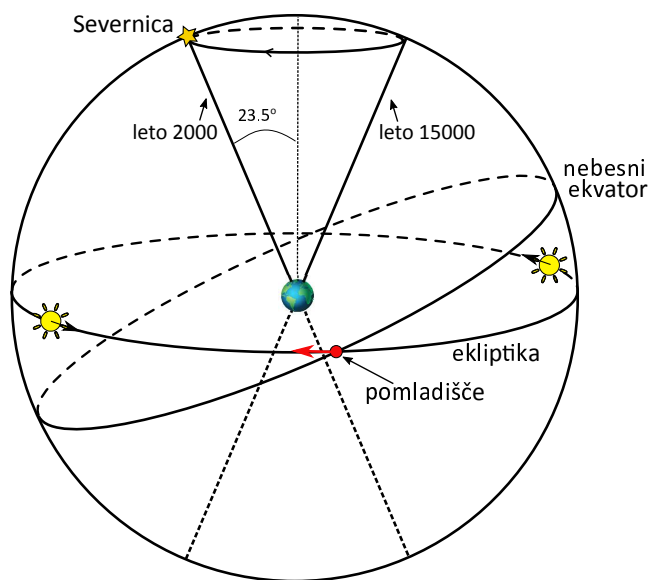 Severnica
23.5°
leto 2000
leto 15000
nebesni
ekvator
ekliptika
pomladišče